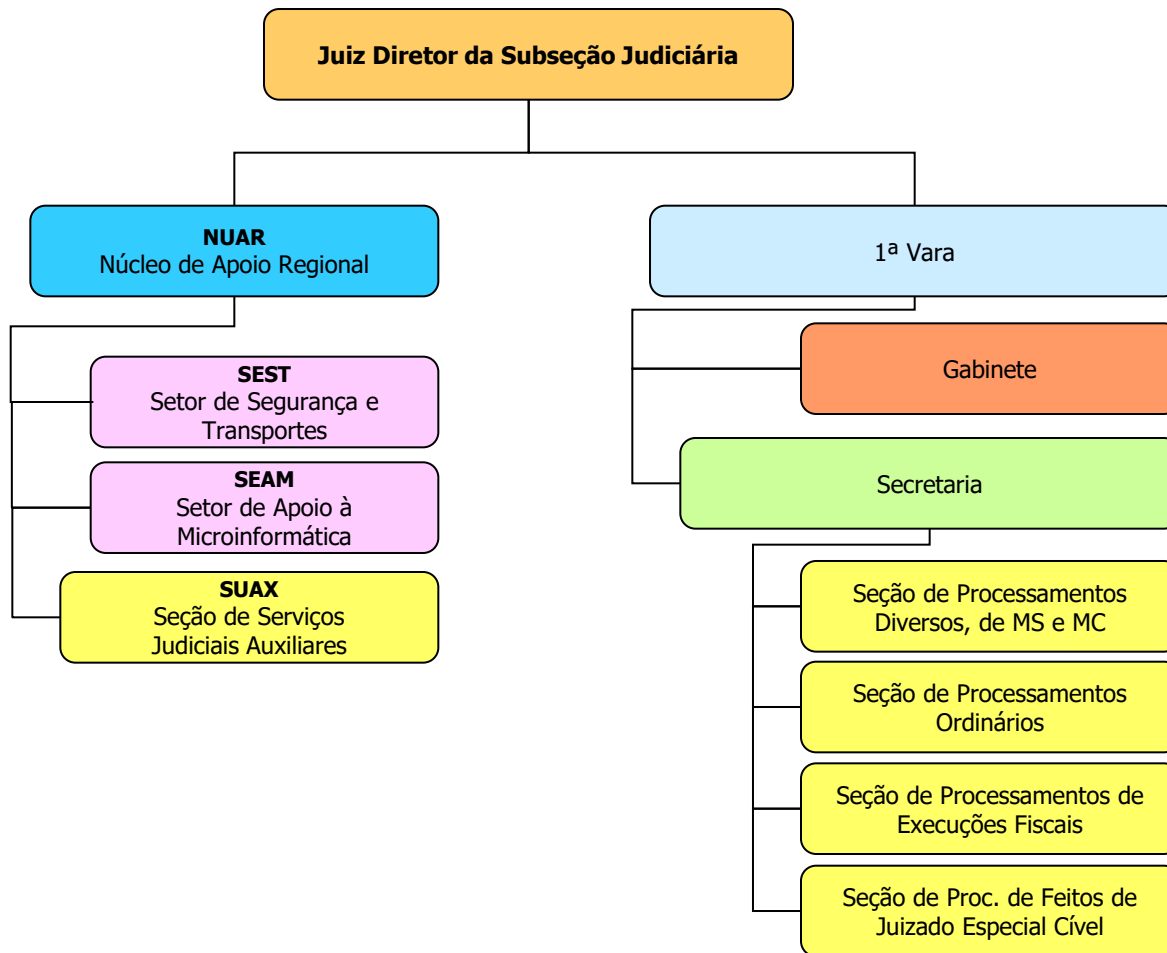 Juiz Diretor da Subseção Judiciária
NUAR
Núcleo de Apoio Regional
SEST
Setor de Segurança e
Transportes
SEAM
Setor de Apoio à
Microinformática
SUAX
Seção de Serviços
Judiciais Auxiliares
1ª Vara
Gabinete
Secretaria
Seção de Processamentos
Diversos, de MS e MC
Seção de Processamentos
Ordinários
Seção de Processamentos de
Execuções Fiscais
Seção de Proc. de Feitos de
Juizado Especial Cível